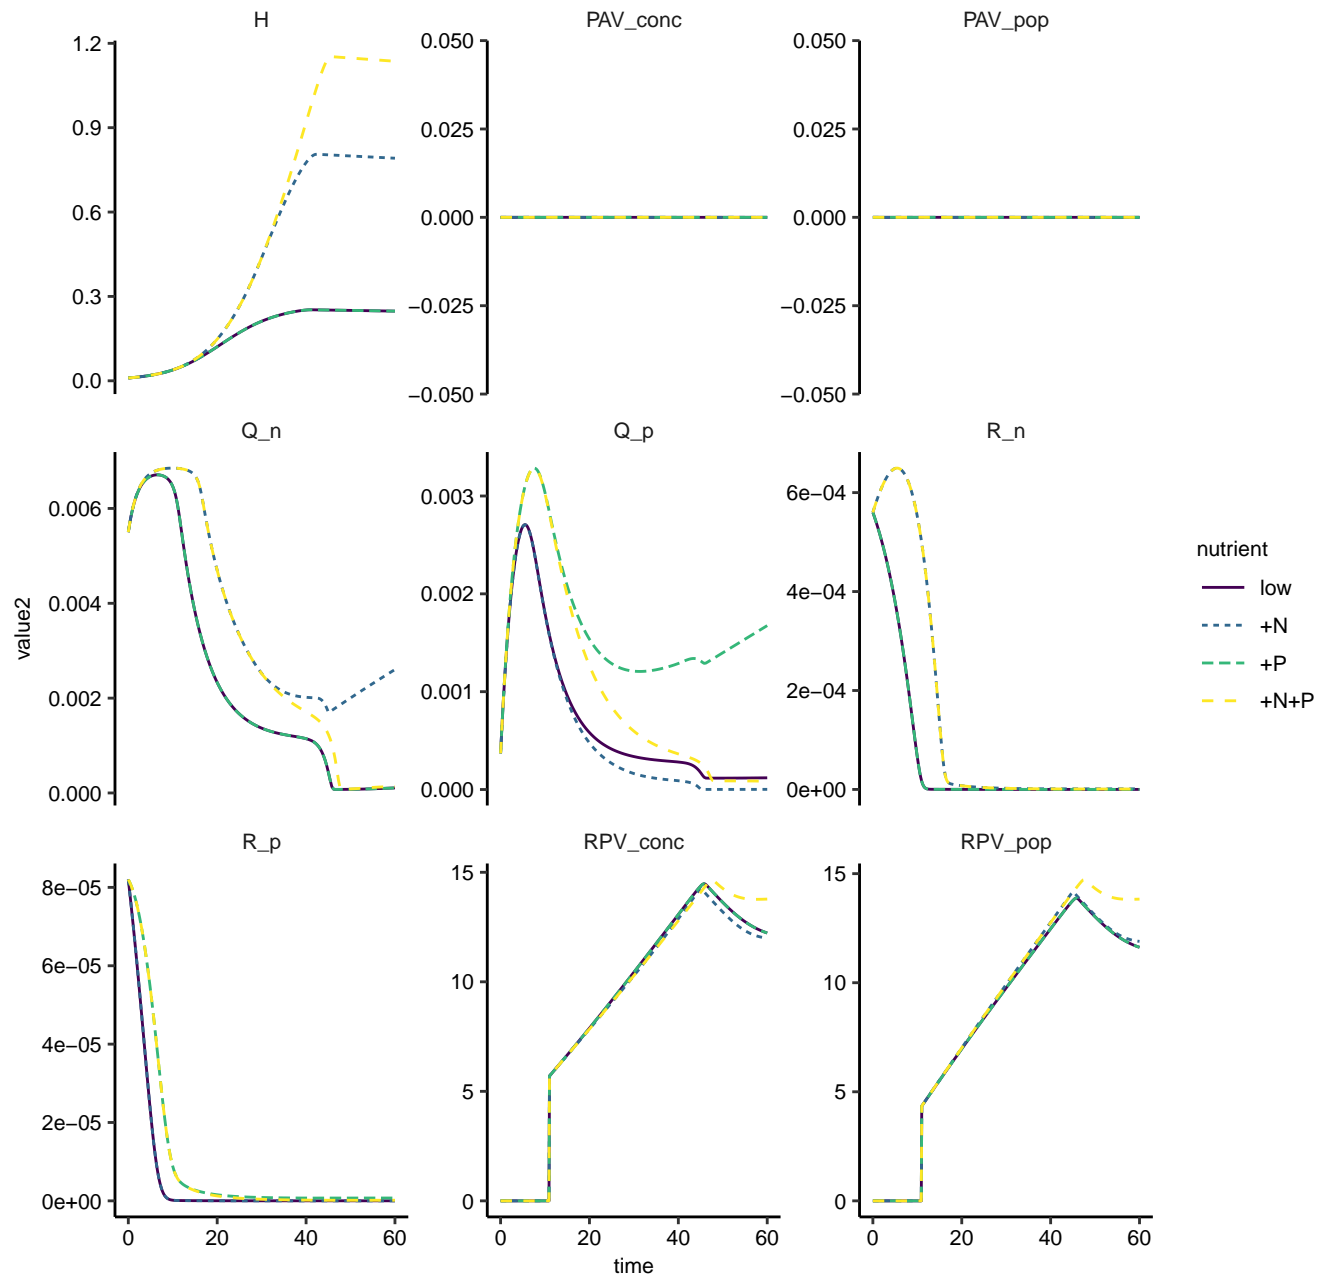 H PAV_conc PAV_pop
1.2
0.9
0.6
0.3
0.0
0.050
0.025
0.000
−0.025
−0.050
0.050
0.025
0.000
−0.025
−0.050
Q_n Q_p R_n
0.006
0.004
0.002
0.000
0.003
0.002
0.001
0.000
6e−04
4e−04
2e−04
0e+00
R_p RPV_conc RPV_pop
8e−05
6e−05
4e−05
2e−05
0e+00
15
10
5
0
15
10
5
0
0 20 40 60
0 20 40 60
0 20 40 60
time
value2
nutrient
low
+N
+P
+N+P